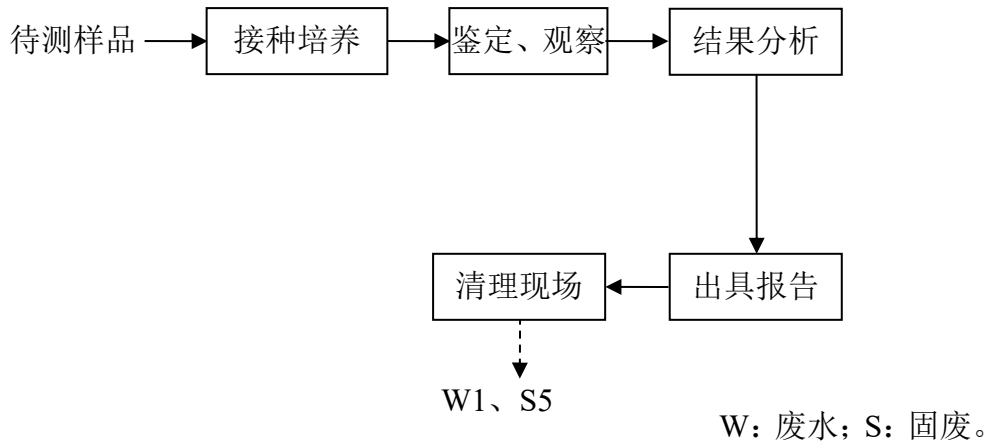 待测样品
接种培养
鉴定、观察
结果分析
出具报告
清理现场
W1、S5
W：废水；S：固废。